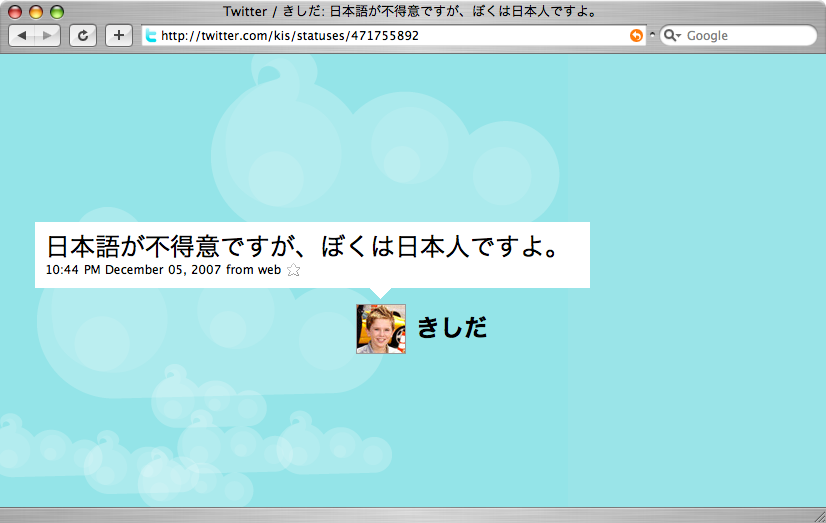 Twitter / きしだ: 日本語が不得意ですが、ぼくは日本人ですよ。
http://twitter.com/kis/statuses/471755892
Google
日本語が不得意ですが、ぼくは日本人ですよ。
10:44 PM December 05, 2007 from web
きしだ